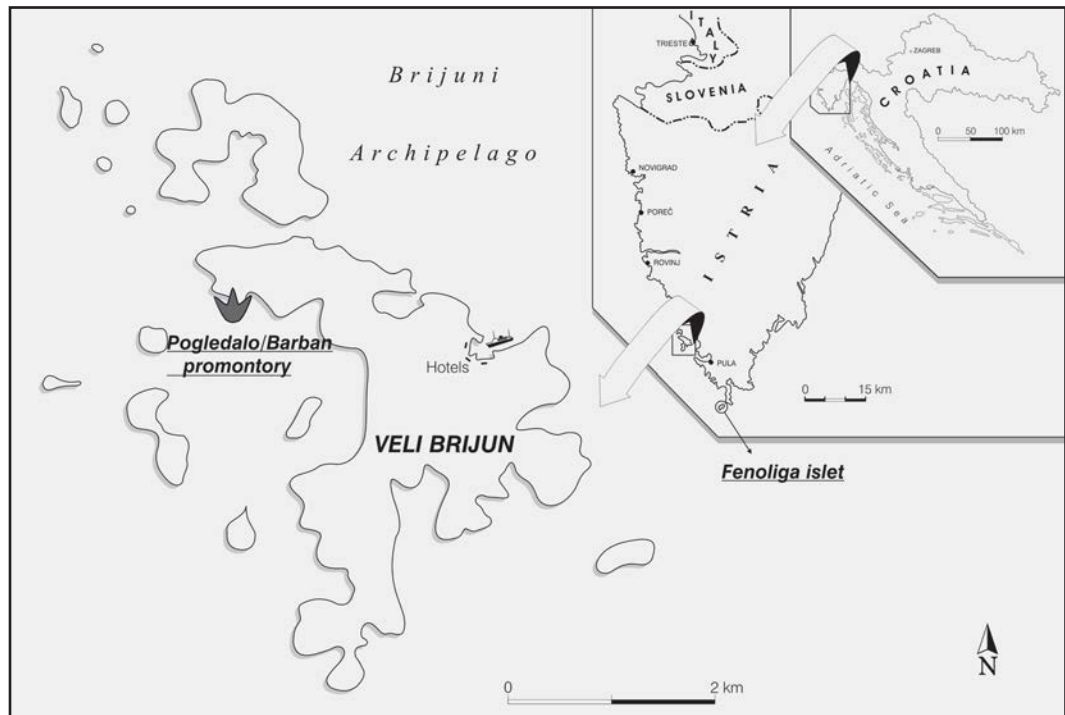 Brijuni
Archipelago
Pogledalo/Barban
promontory
Hotels
VELI BRIJUN
0 2 km
N
ITALY
TRIESTE
SLOVENIA
NOVIGRAD
POREČ
ROVINJ
ISTRIA
PULA
0 15 km
Fenoliga islet
ZAGREB
CROATIA
0 50 100 km
Adriatic Sea